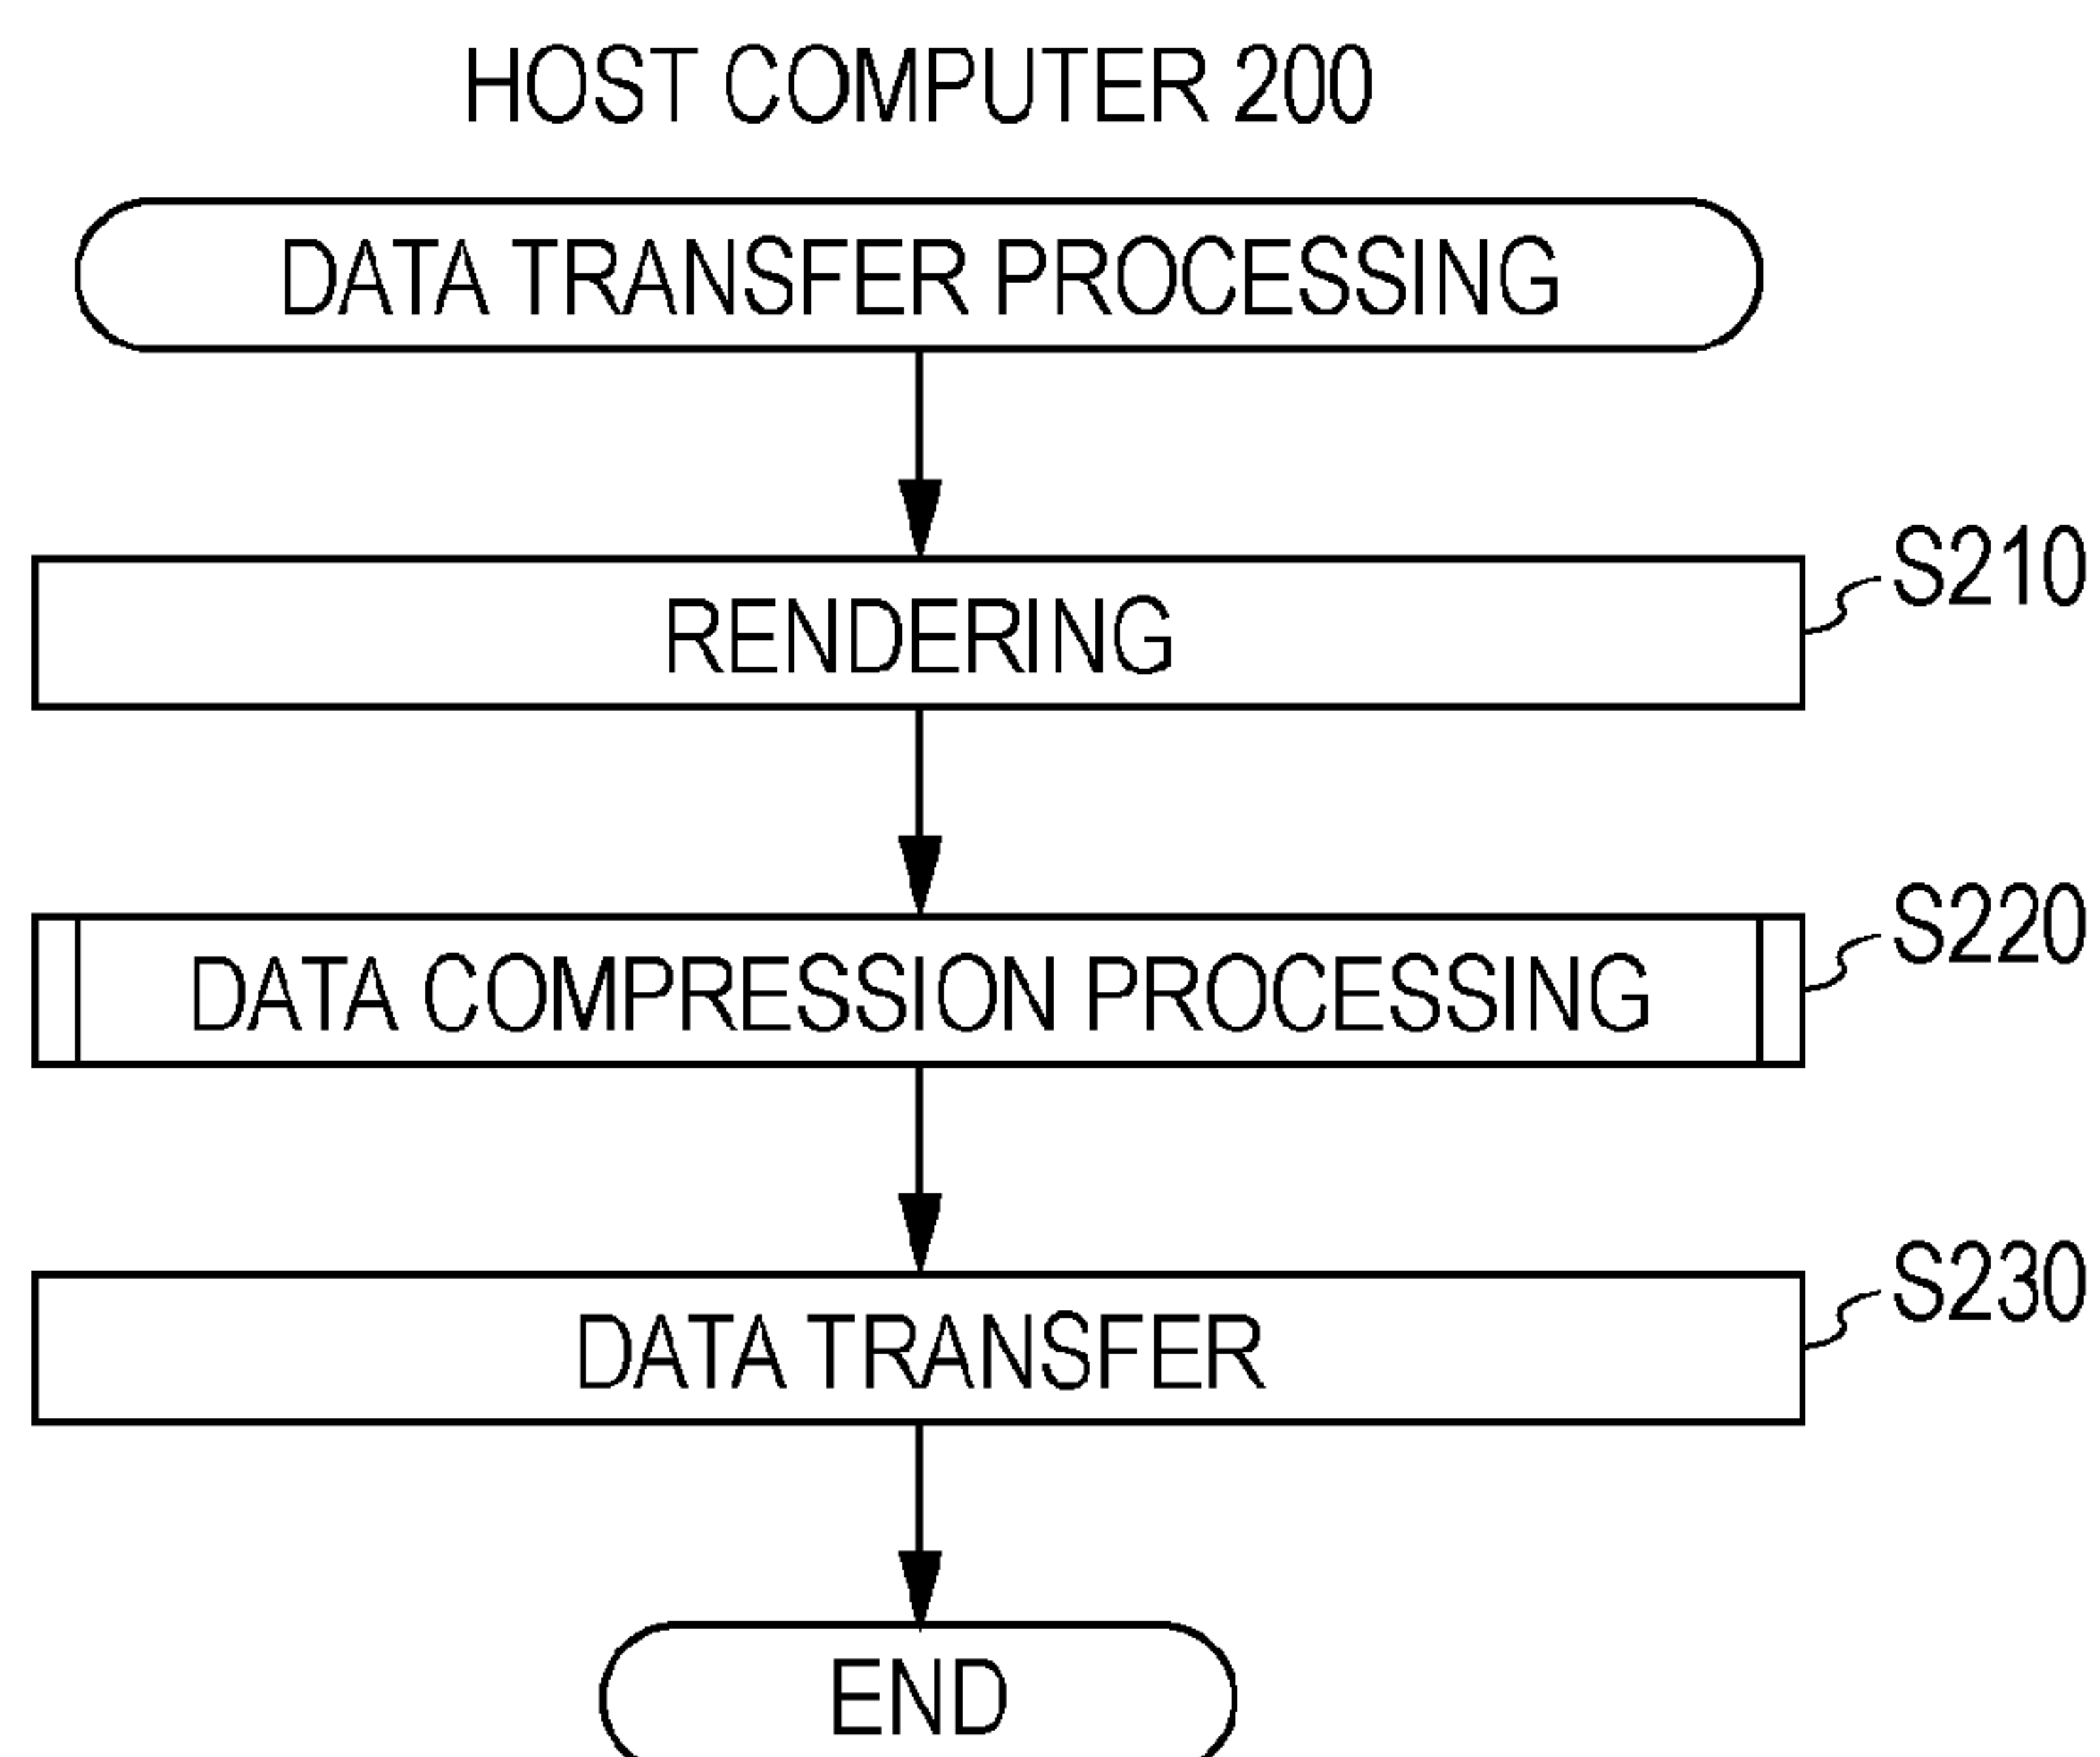 HOST COMPUTER 200
DATA TRANSFER PROCESSING
RENDERING
S210
DATA COMPRESSION PROCESSING
S220
DATA TRANSFER
S230
END